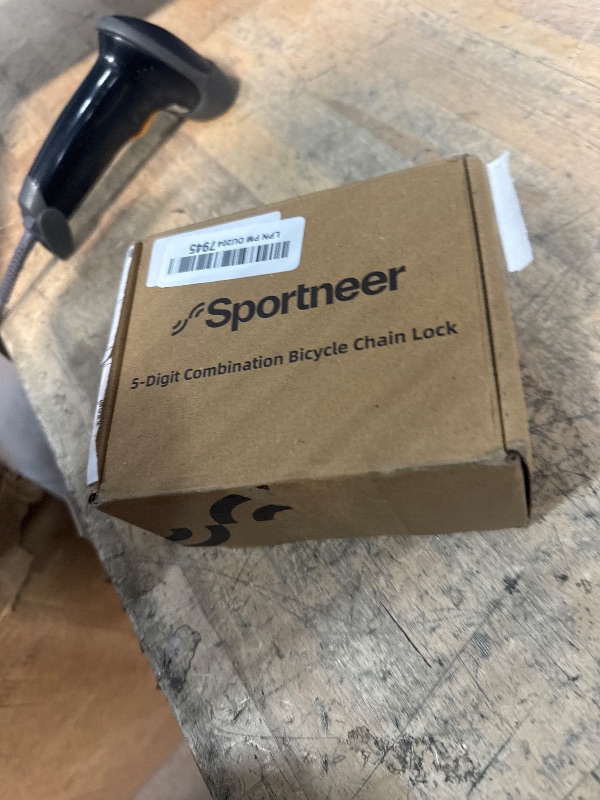 LPN PM DU204 7945
Sportneer
5-Digit Combination Bicycle Chain Lock